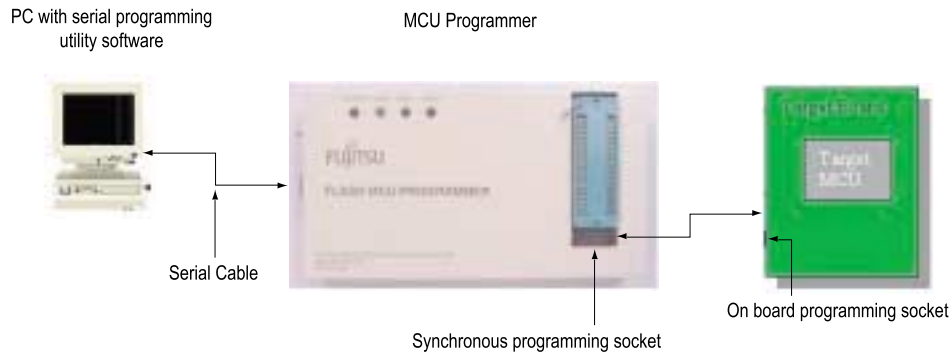 PC with serial programming
utility software
MCU Programmer
FUJITSU
FLASH MCU PROGRAMMER
Target
MCU
Serial Cable
On board programming socket
Synchronous programming socket